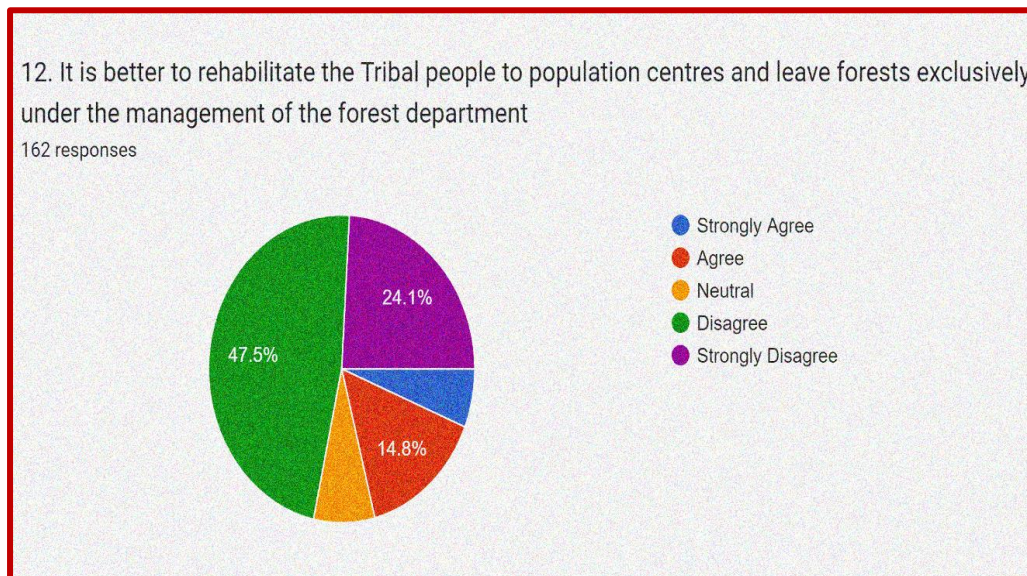 12. It is better to rehabilitate the Tribal people to population centres and leave forests exclusively
under the management of the forest department
162 responses
Strongly Agree
Agree
Neutral
Disagree
Strongly Disagree
24.1%
47.5%
14.8%